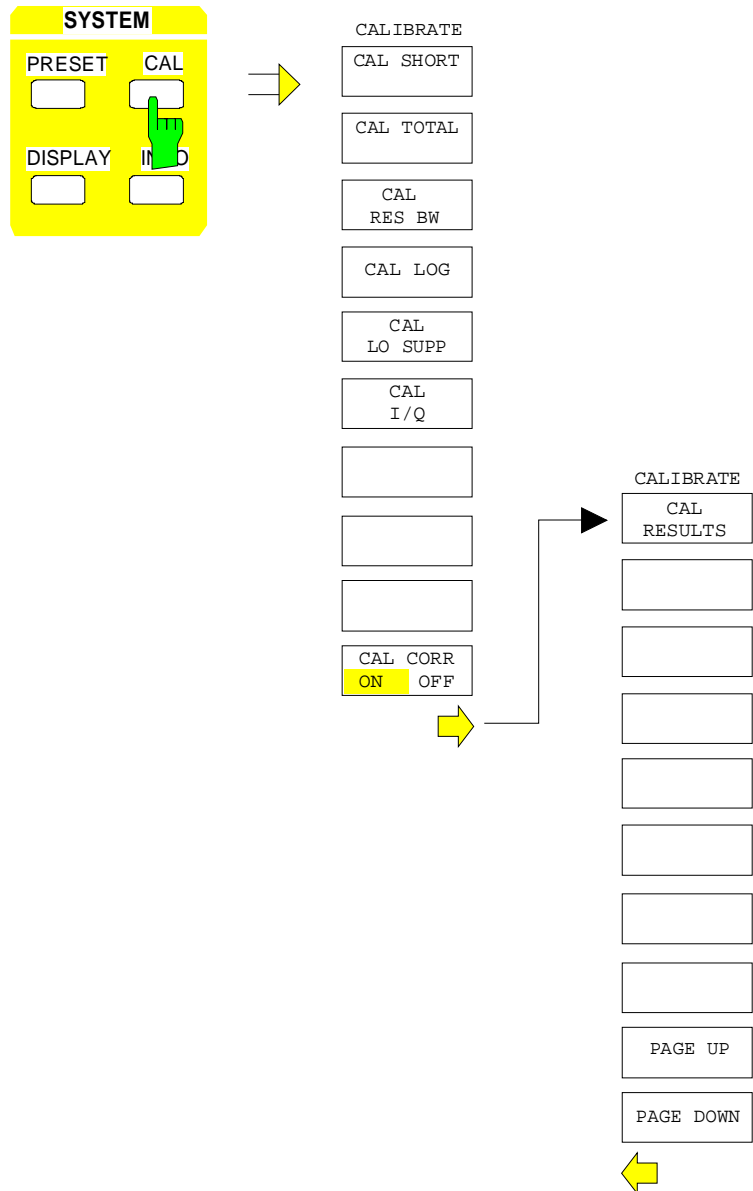 SYSTEM
PRESET CAL
DISPLAY
CALIBRATE
CAL SHORT
CAL TOTAL
CAL
RES BW
CAL LOG
CAL
LO SUPP
CAL
I/Q
CAL CORR
ON OFF
CALIBRATE
CAL
RESULTS
PAGE UP
PAGE DOWN